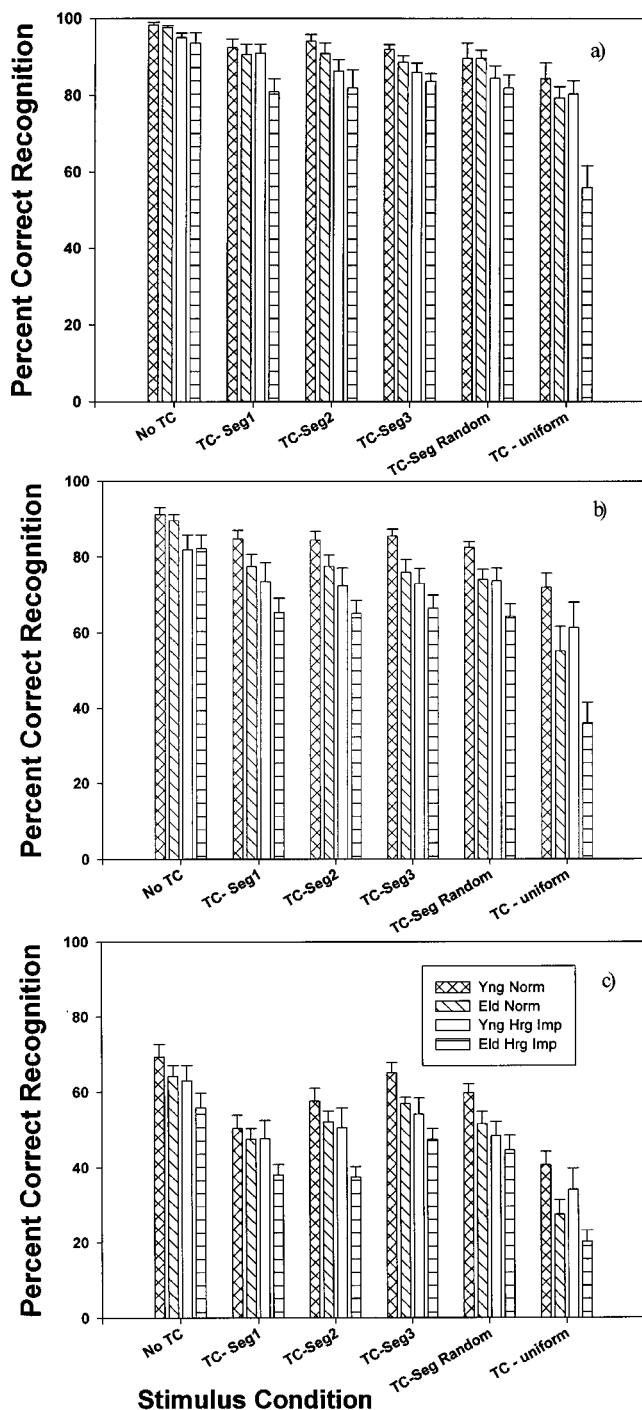 a)
Percent Correct Recognition
100
80
60
40
20
0
No TC
TC- Seg1
TC-Seg2
TC-Seg3
TC-Seg Random
TC - uniform
b)
Percent Correct Recognition
100
80
60
40
20
0
No TC
TC- Seg1
TC-Seg2
TC-Seg3
TC-Seg Random
TC - uniform
c)
Percent Correct Recognition
100
80
60
40
20
0
Yng Norm
Eld Norm
Yng Hrg Imp
Eld Hrg Imp
No TC
TC- Seg1
TC-Seg2
TC-Seg3
TC-Seg Random
TC - uniform
Stimulus Condition